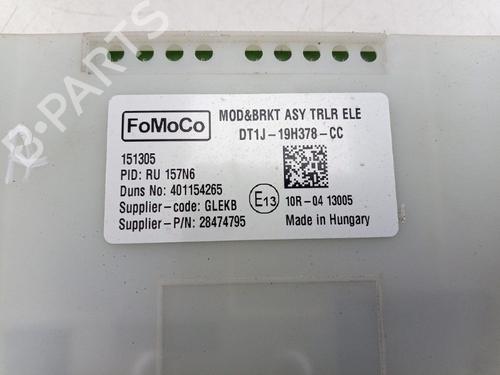 B-PARTS
FoMoCo
MOD&BRKT ASY TRLR ELE
DT1J-19H378-CC
151305
PID: RU 157N6
Duns No: 401154265
Supplier-code: GLEKB
Supplier-P/N: 28474795
E13
10R-04 13005
Made in Hungary